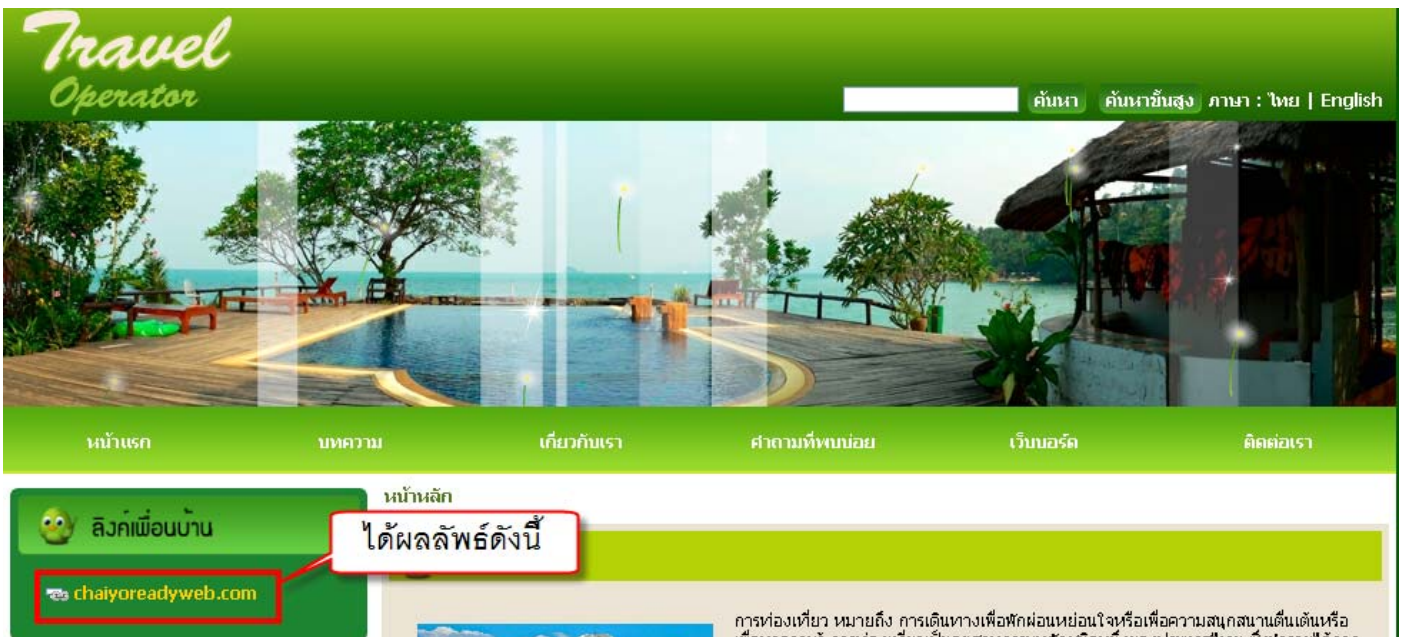 Travel
Operator
ค้นหา ค้นหาขั้นสูง ภาษา : ไทย | English
หน้าแรก บทความ เกี่ยวกับเรา คำถามที่พบบ่อย เว็บบอร์ด ติดต่อเรา
หน้าหลัก
ลิงค์เพื่อนบ้าน
ได้ผลลัพธ์ดังนี้
chaiyoreadyweb.com
การท่องเที่ยว หมายถึง การเดินทางเพื่อพักผ่อนหย่อนใจหรือเพื่อความสนุกสนานตื่นเต้นหรือ